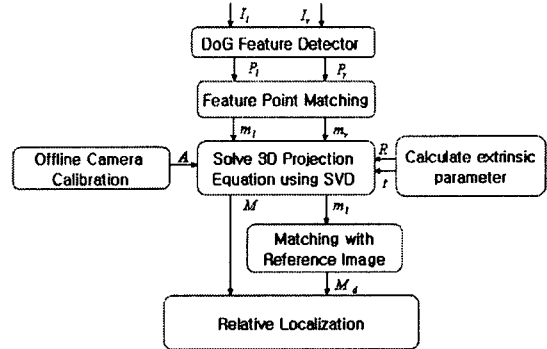 I_l I_r
DoG Feature Detector
P_l P_r
Feature Point Matching
m_l m_r
Offline Camera
Calibration
A
Solve 3D Projection
Equation using SVD
R
t
Calculate extrinsic
parameter
M m_l
Matching with
Reference Image
M_d
Relative Localization